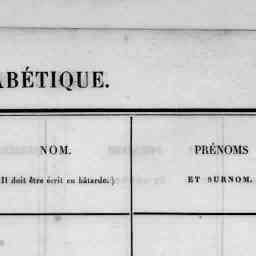 ABÉTIQUE.
NOM.
PRÉNOMS
Il doit être écrit en bâtarde.)
ET SURNOM.